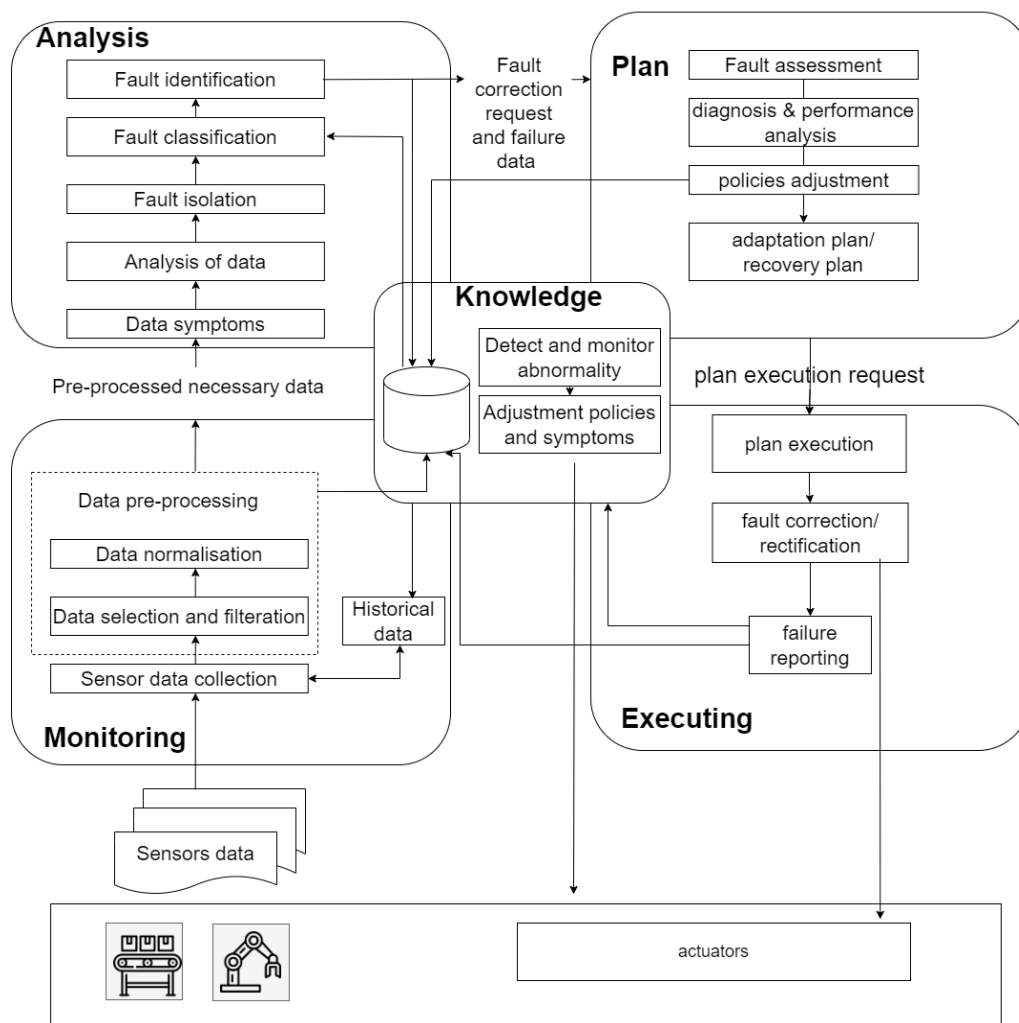 Analysis
Fault identification
Fault classification
Fault isolation
Analysis of data
Data symptoms
Fault
correction
request
and failure
data
Plan
Fault assessment
diagnosis & performance
analysis
policies adjustment
adaptation plan/
recovery plan
Knowledge
Detect and monitor
abnormality
Adjustment policies
and symptoms
Pre-processed necessary data
plan execution request
Data pre-processing
Data normalisation
Data selection and filteration
Sensor data collection
Historical
data
Monitoring
plan execution
fault correction/
rectification
failure
reporting
Executing
Sensors data
actuators